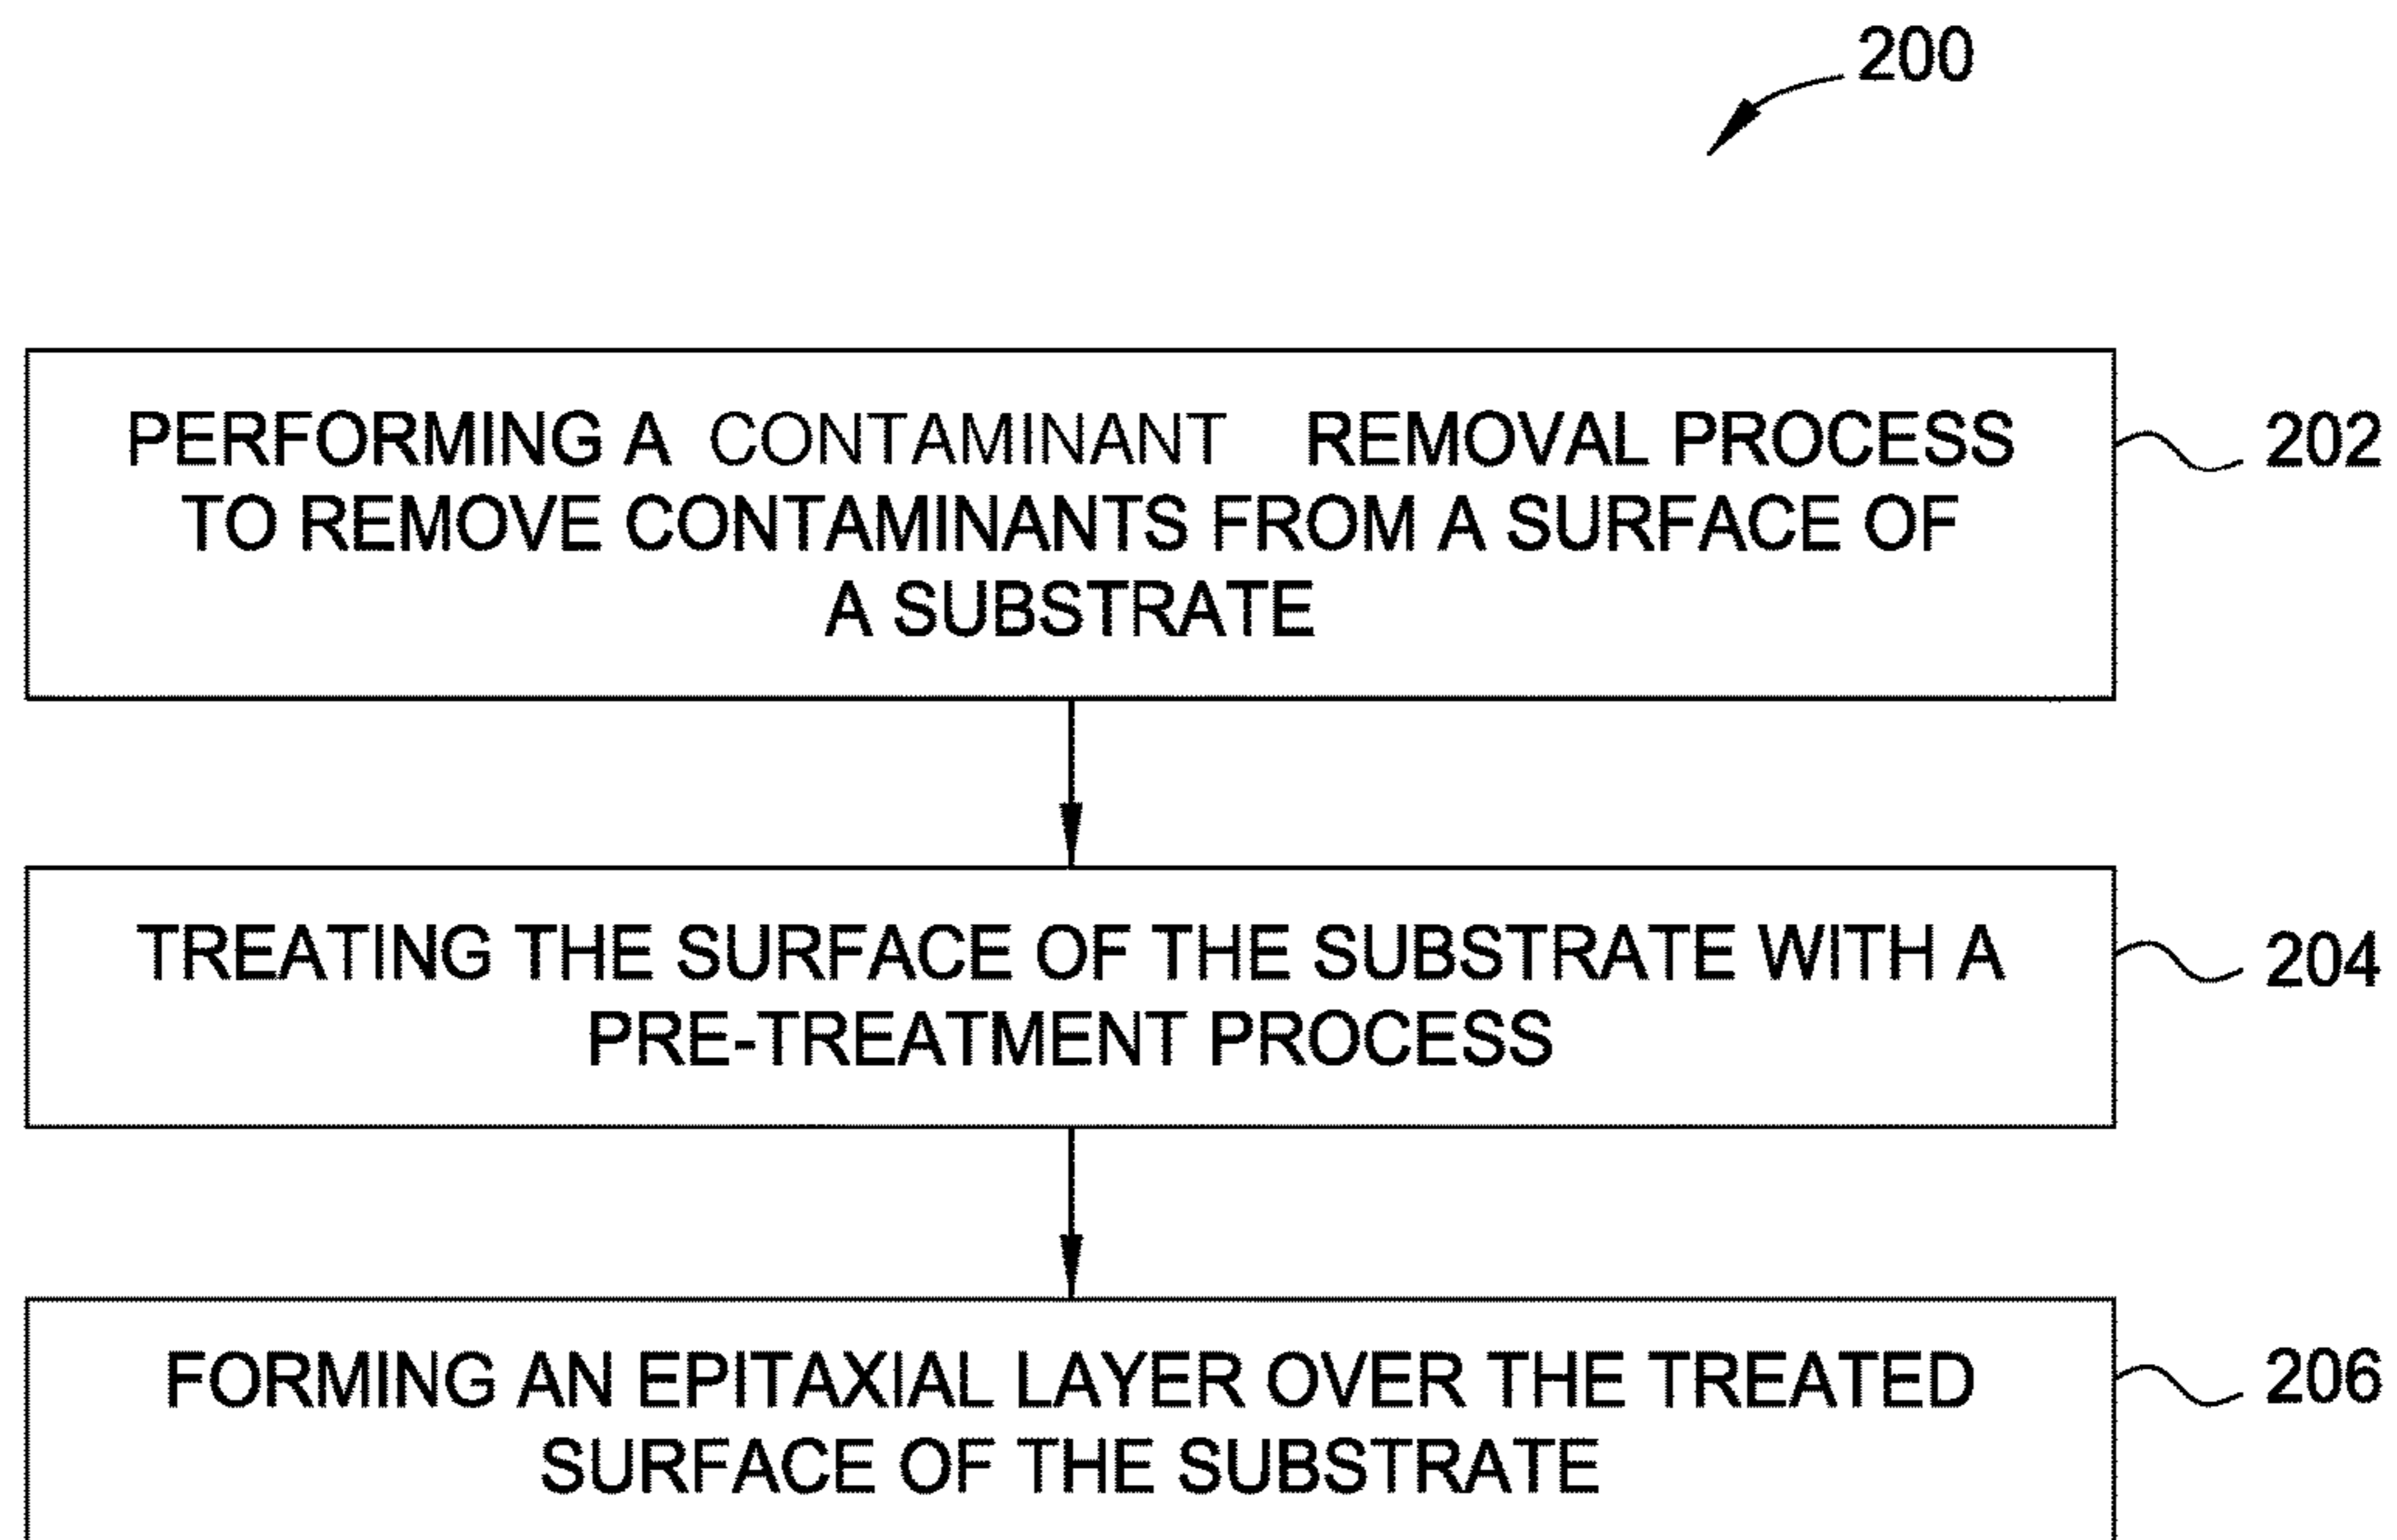 200
PERFORMING A CONTAMINANT REMOVAL PROCESS
TO REMOVE CONTAMINANTS FROM A SURFACE OF
A SUBSTRATE
202
TREATING THE SURFACE OF THE SUBSTRATE WITH A
PRE-TREATMENT PROCESS
204
FORMING AN EPITAXIAL LAYER OVER THE TREATED
SURFACE OF THE SUBSTRATE
206